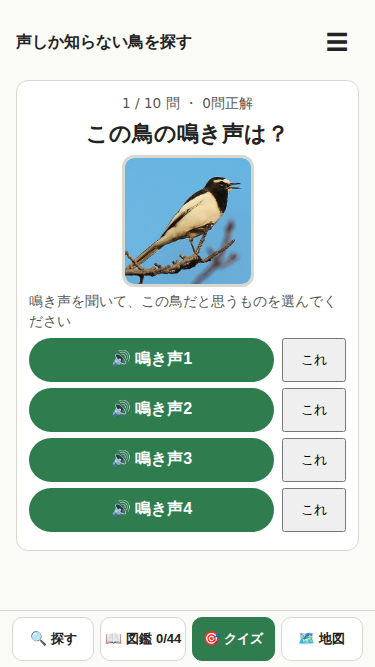 声しか知らない鳥を探す
1 / 10 問 ・ 0問正解
この鳥の鳴き声は？
鳴き声を聞いて、この鳥だと思うものを選んでく
ださい
🔊 鳴き声1
これ
🔊 鳴き声2
これ
🔊 鳴き声3
これ
🔊 鳴き声4
これ
🔍 探す
📖 図鑑 0/44
🎯 クイズ
🗺️ 地図